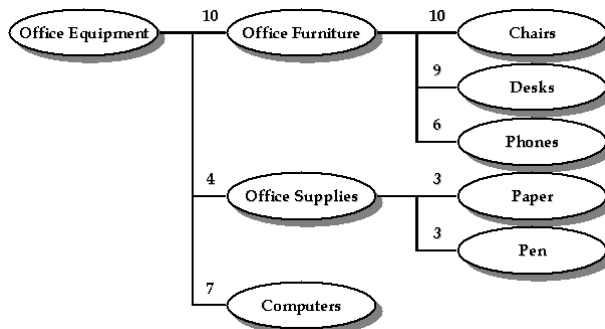 Office Equipment
10
Office Furniture
10
Chairs
9
Desks
6
Phones
4
Office Supplies
3
Paper
3
Pen
7
Computers